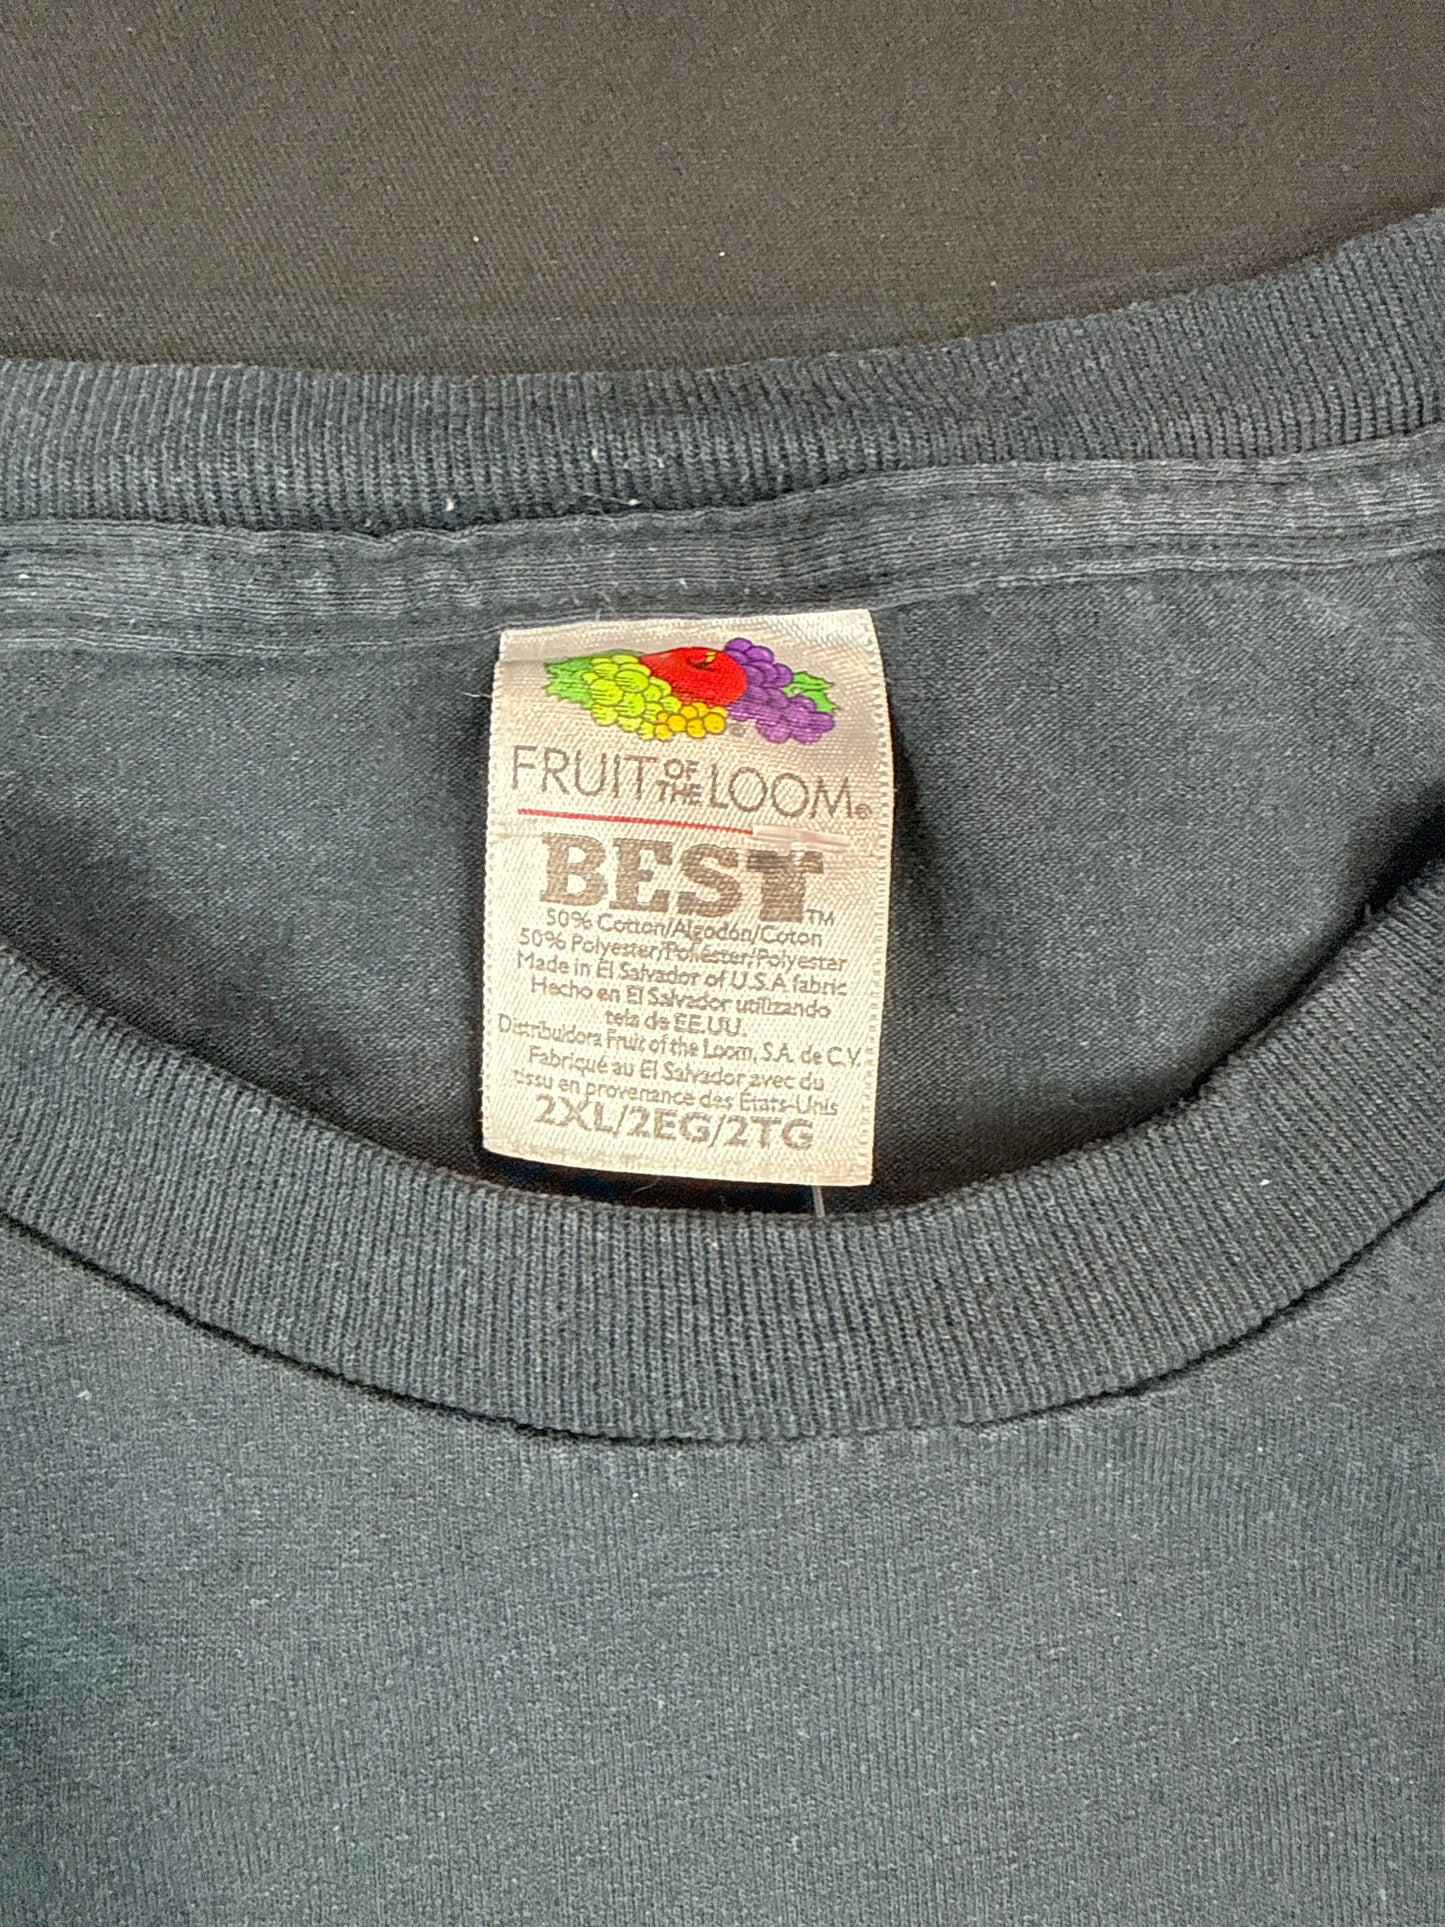 FRUIT OF THE LOOM®
BEST™
50% Cotton/Algodón/Coton
50% Polyester/Poliéster/Polyester
Made in El Salvador of U.S.A fabric
Hecho en El Salvador utilizando
tela de EE.UU.
Distribuidora Fruit of the Loom, S.A. de C.V.
Fabriqué au El Salvador avec du
tissu en provenance des États-Unis
2XL/2EG/2TG